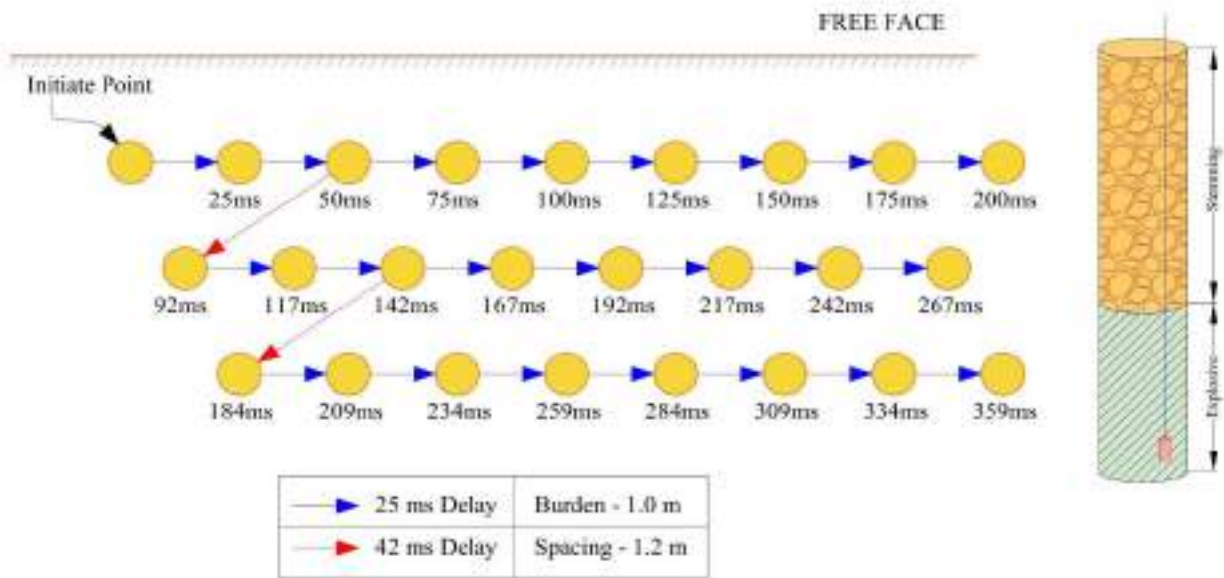 FREE FACE
Initiate Point
25ms 50ms 75ms 100ms 125ms 150ms 175ms 200ms
92ms 117ms 142ms 167ms 192ms 217ms 242ms 267ms
184ms 209ms 234ms 259ms 284ms 309ms 334ms 359ms
25 ms Delay Burden - 1.0 m
42 ms Delay Spacing - 1.2 m
Stemming
Explosive